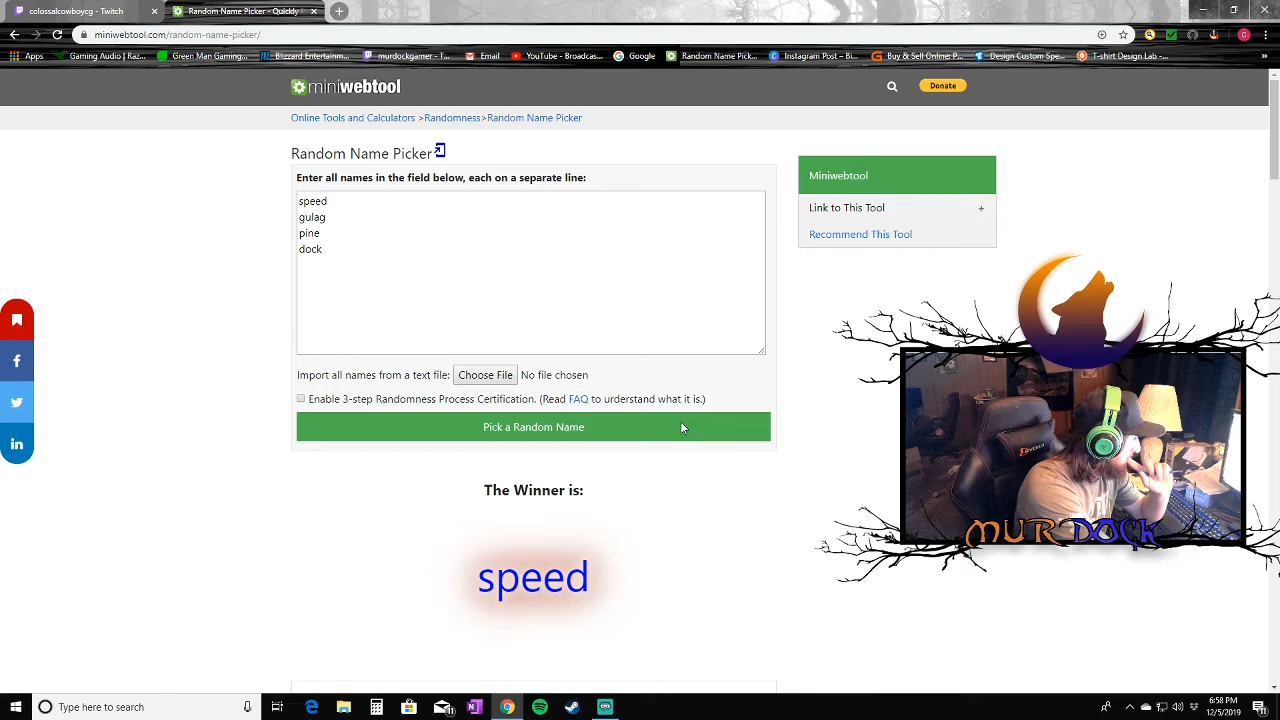 colossalcowboycg - Twitch
Random Name Picker - Quickly P
miniwebtool.com/random-name-picker/
Apps
Gaming Audio | Raz...
Green Man Gaming...
Blizzard Entertainm...
murdockgamer - T...
Email
YouTube - Broadcas...
Google
Random Name Pick...
Instagram Post – Bi...
Buy & Sell Online P...
Design Custom Spe...
T-shirt Design Lab -...
miniwebtool
Donate
Online Tools and Calculators >Randomness>Random Name Picker
Random Name Picker
Enter all names in the field below, each on a separate line:
speed
gulag
pine
dock
Miniwebtool
Link to This Tool +
Recommend This Tool
Import all names from a text file: Choose File No file chosen
Enable 3-step Randomness Process Certification. (Read FAQ to understand what it is.)
Pick a Random Name
The Winner is:
speed
MURDOCK
Type here to search
6:58 PM
12/5/2019